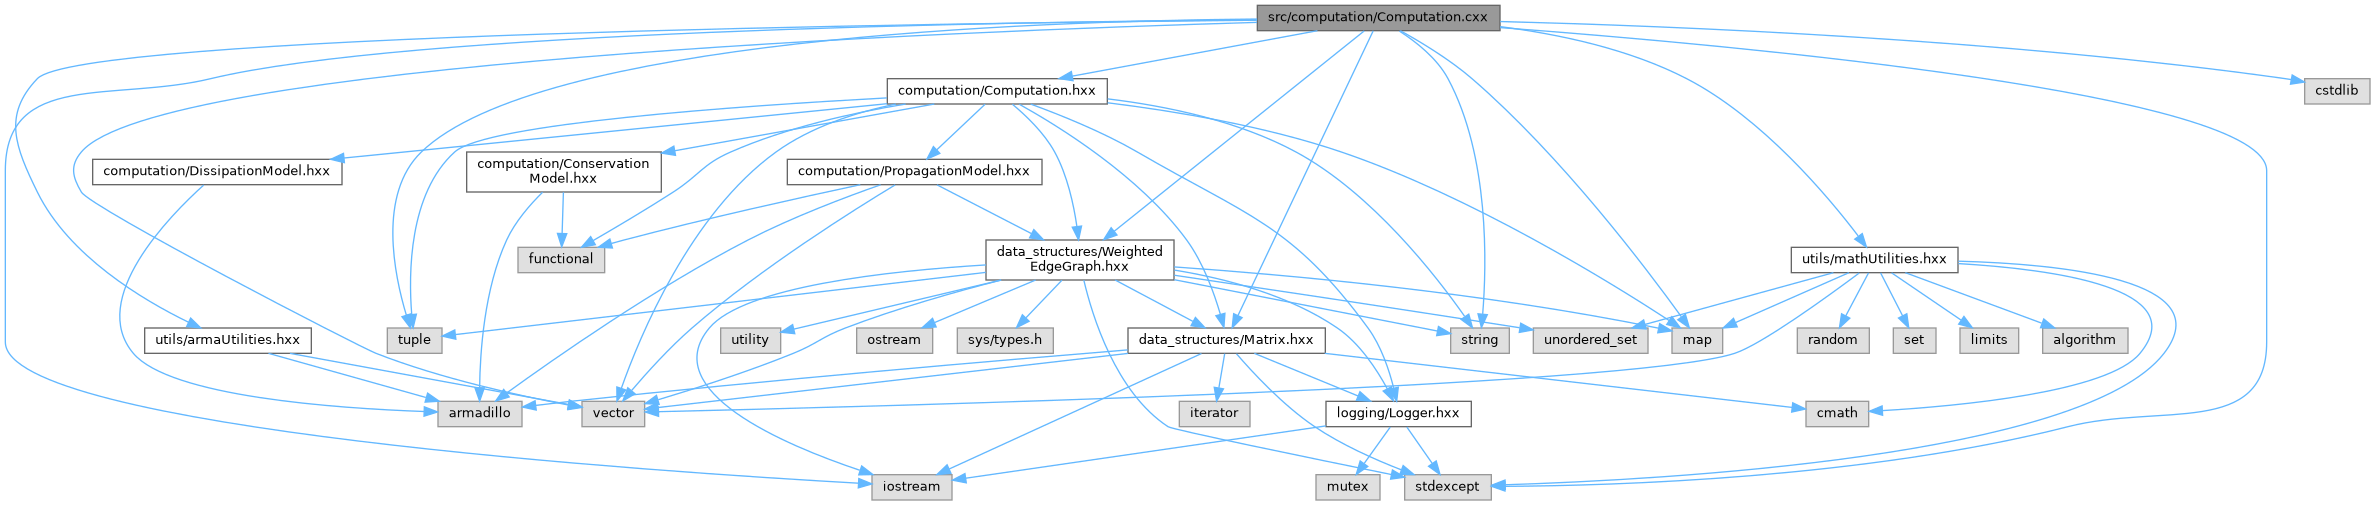 src/computation/Computation.cxx
computation/Computation.hxx
cstdlib
computation/DissipationModel.hxx
computation/Conservation
Model.hxx
computation/PropagationModel.hxx
functional
data_structures/Weighted
EdgeGraph.hxx
utils/mathUtilities.hxx
utils/armaUtilities.hxx
tuple
utility
ostream
sys/types.h
data_structures/Matrix.hxx
string
unordered_set
map
random
set
limits
algorithm
armadillo
vector
iterator
logging/Logger.hxx
cmath
iostream
mutex
stdexcept